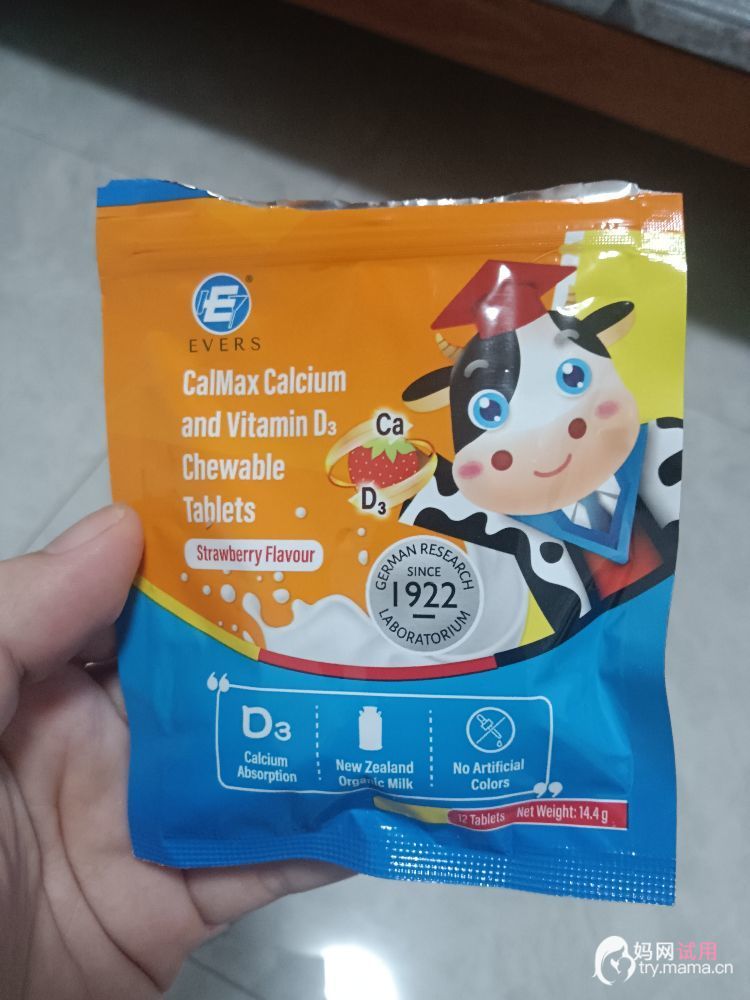 E7
®
EVERS
CalMax Calcium
and Vitamin D₃
Chewable
Tablets
Strawberry Flavour
Ca
D₃
GERMAN RESEARCH
SINCE
1922
LABORATORIUM
D₃
Calcium
Absorption
New Zealand
Organic Milk
No Artificial
Colors
12 Tablets Net Weight: 14.4 g
妈网试用
try.mama.cn